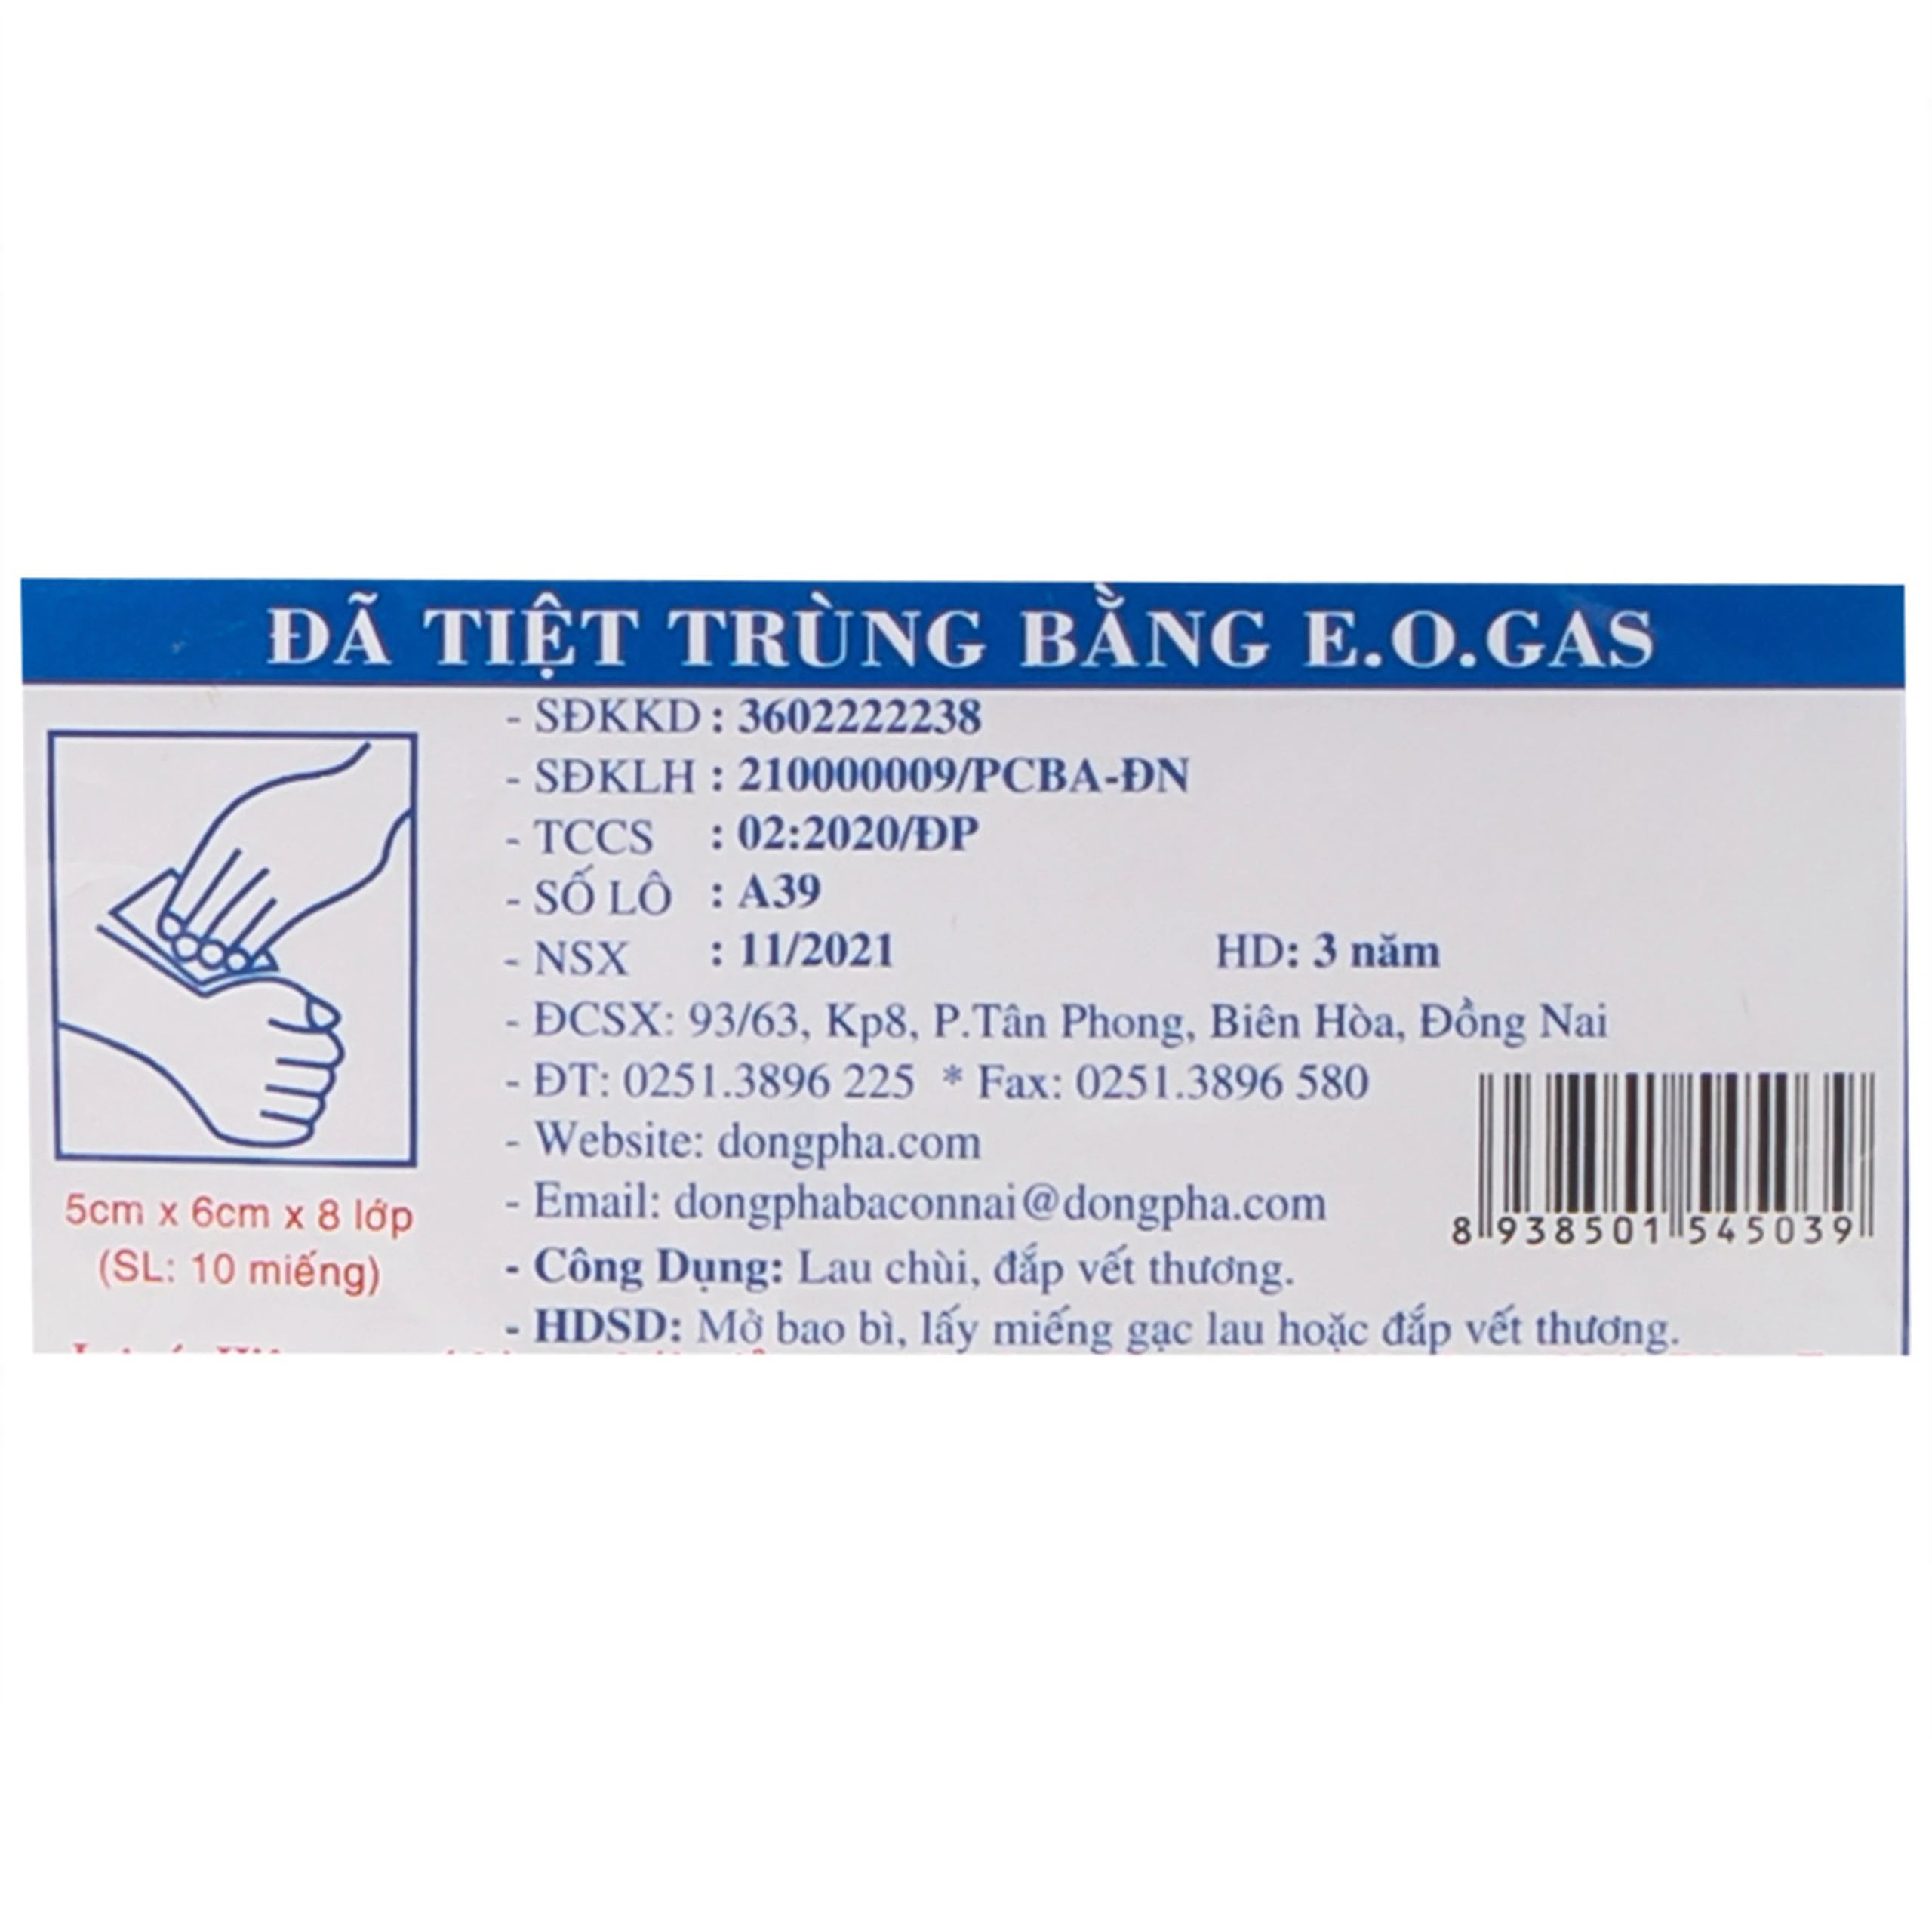 ĐÃ TIỆT TRÙNG BẰNG E.O.GAS
- SĐKKD : 3602222238
- SĐKLH : 210000009/PCBA-ĐN
- TCCS : 02:2020/ĐP
- SỐ LÔ : A39
- NSX : 11/2021 HD: 3 năm
- ĐCSX: 93/63, Kp8, P.Tân Phong, Biên Hòa, Đồng Nai
- ĐT: 0251.3896 225 * Fax: 0251.3896 580
- Website: dongpha.com
- Email: dongphabaconnai@dongpha.com
- Công Dụng: Lau chùi, đắp vết thương.
- HDSD: Mở bao bì, lấy miếng gạc lau hoặc đắp vết thương.
5cm x 6cm x 8 lớp
(SL: 10 miếng)
8 938501 545039